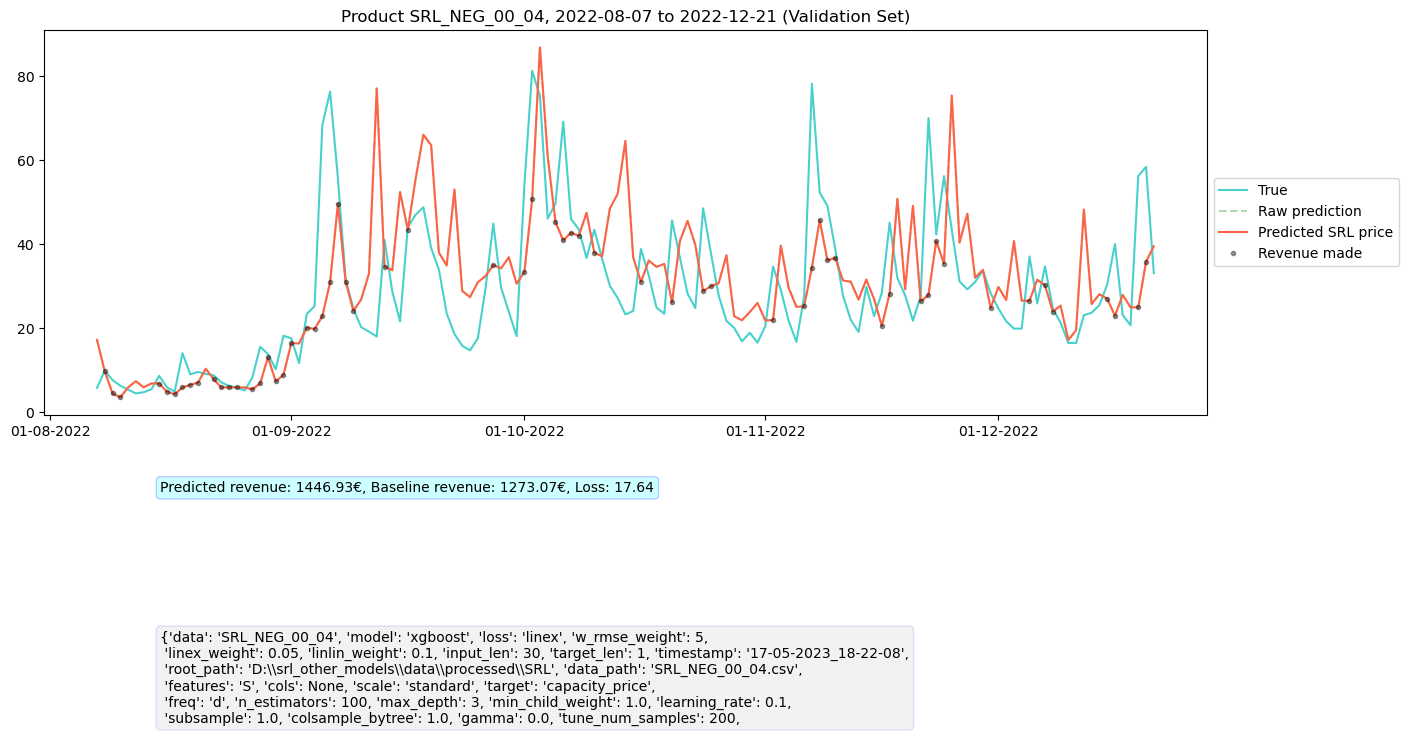 Product SRL_NEG_00_04, 2022-08-07 to 2022-12-21 (Validation Set)
80
60
40
20
0
01-08-2022 01-09-2022 01-10-2022 01-11-2022 01-12-2022
True
Raw prediction
Predicted SRL price
Revenue made
Predicted revenue: 1446.93€, Baseline revenue: 1273.07€, Loss: 17.64
{'data': 'SRL_NEG_00_04', 'model': 'xgboost', 'loss': 'linex', 'w_rmse_weight': 5,
'linex_weight': 0.05, 'linlin_weight': 0.1, 'input_len': 30, 'target_len': 1, 'timestamp': '17-05-2023_18-22-08',
'root_path': 'D:\\srl_other_models\\data\\processed\\SRL', 'data_path': 'SRL_NEG_00_04.csv',
'features': 'S', 'cols': None, 'scale': 'standard', 'target': 'capacity_price',
'freq': 'd', 'n_estimators': 100, 'max_depth': 3, 'min_child_weight': 1.0, 'learning_rate': 0.1,
'subsample': 1.0, 'colsample_bytree': 1.0, 'gamma': 0.0, 'tune_num_samples': 200,